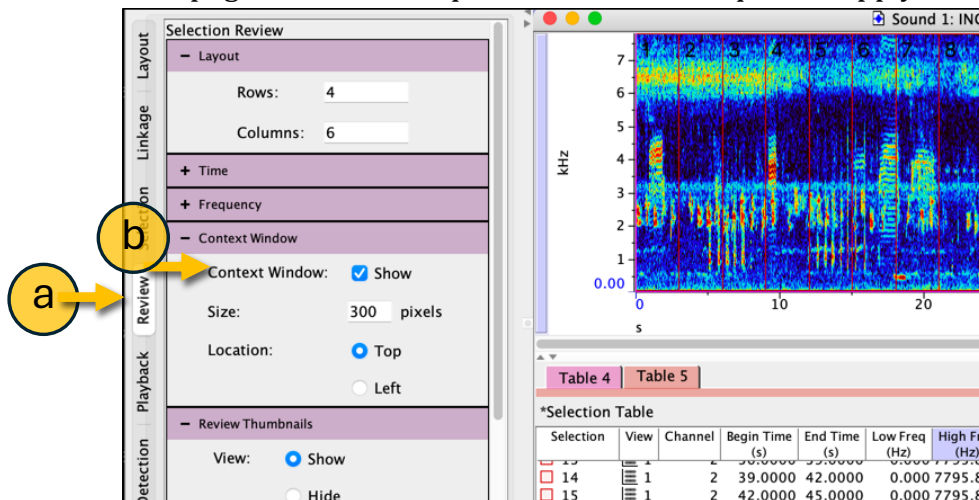 Layout
Linkage
Selection
Review
Playback
Detection
a
b
Selection Review
− Layout
Rows: 4
Columns: 6
+ Time
+ Frequency
− Context Window
Context Window: Show
Size: 300 pixels
Location: Top
Left
− Review Thumbnails
View: Show
Hide
Sound 1: INC
1 2 3 4 5 6 7 8
7
6
5
4
3
2
1
0.00
kHz
0 10 20
s
Table 4 Table 5
*Selection Table
Selection View Channel Begin Time (s) End Time (s) Low Freq (Hz) High Fr (Hz)
14 1 2 39.0000 42.0000 0.000 7795.8
15 1 2 42.0000 45.0000 0.000 7795.8